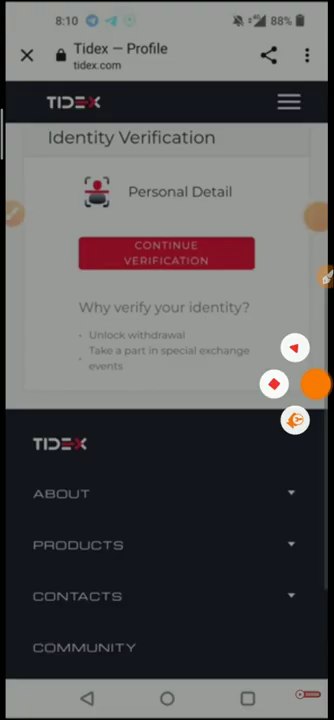 8:10
88%
Tidex — Profile
tidex.com
TIDEX
Identity Verification
Personal Detail
CONTINUE
VERIFICATION
Why verify your identity?
Unlock withdrawal
Take a part in special exchange
events
TIDEX
ABOUT
PRODUCTS
CONTACTS
COMMUNITY